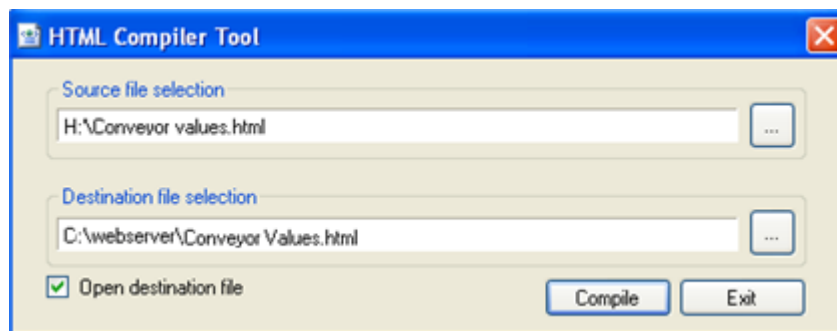 HTML Compiler Tool
Source file selection
H:\Conveyor values.html
...
Destination file selection
C:\webserver\Conveyor Values.html
...
Open destination file
Compile
Exit